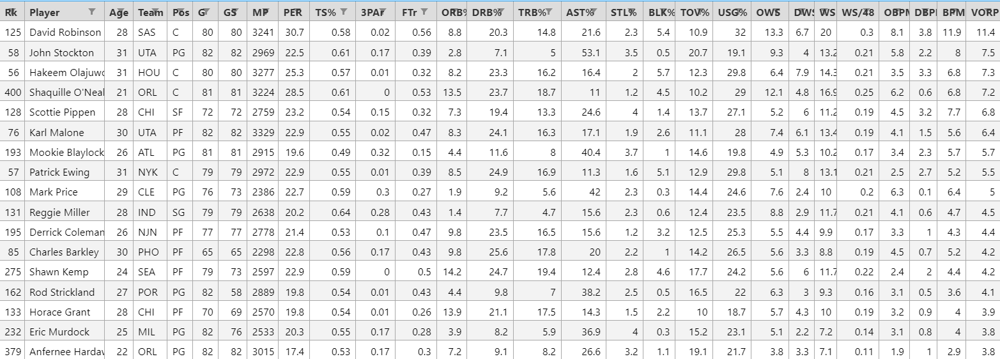 Rk Player Age Team Pos G GS MP PER TS% 3PAr FTr ORB% DRB% TRB% AST% STL% BLK% TOV% USG% OWS DWS WS WS/48 OBPM DBPM BPM VORP
125 David Robinson 28 SAS C 80 80 3241 30.7 0.58 0.02 0.56 8.8 20.3 14.8 21.6 2.3 5.4 10.9 32 13.3 6.7 20 0.3 8.1 3.8 11.9 11.4
58 John Stockton 31 UTA PG 82 82 2969 22.5 0.61 0.17 0.39 2.8 7.1 5 53.1 3.5 0.5 20.7 19.1 9.3 4 13.2 0.21 5.8 2.2 8 7.5
56 Hakeem Olajuwo 31 HOU C 80 80 3277 25.3 0.57 0.01 0.32 8.2 23.3 16.2 16.4 2 5.7 12.3 29.8 6.4 7.9 14.3 0.21 3.5 3.3 6.8 7.3
400 Shaquille O'Neal 21 ORL C 81 81 3224 28.5 0.61 0 0.53 13.5 23.7 18.7 11 1.2 4.5 10.2 29 12.1 4.8 16.9 0.25 6.2 0.6 6.8 7.2
128 Scottie Pippen 28 CHI SF 72 72 2759 23.2 0.54 0.15 0.32 7.3 19.4 13.3 24.6 4 1.4 13.7 27.1 5.2 6 11.2 0.19 4.5 3.2 7.7 6.8
76 Karl Malone 30 UTA PF 82 82 3329 22.9 0.55 0.02 0.47 8.3 24.1 16.3 17.1 1.9 2.6 11.1 28 7.4 6.1 13.4 0.19 4.1 1.5 5.6 6.4
193 Mookie Blaylock 26 ATL PG 81 81 2915 19.6 0.49 0.32 0.15 4.4 11.6 8 40.4 3.7 1 14.6 19.8 4.9 5.3 10.2 0.17 3.4 2.3 5.7 5.7
57 Patrick Ewing 31 NYK C 79 79 2972 22.9 0.55 0.01 0.39 8.5 24.9 16.9 11.3 1.6 5.1 12.9 29.8 5.1 8 13.1 0.21 2.5 2.7 5.2 5.5
108 Mark Price 29 CLE PG 76 73 2386 22.7 0.59 0.3 0.27 1.9 9.2 5.6 42 2.3 0.3 14.4 24.6 7.6 2.4 10 0.2 6.3 0.1 6.4 5
131 Reggie Miller 28 IND SG 79 79 2638 20.2 0.64 0.28 0.43 1.4 7.7 4.7 15.6 2.3 0.6 12.4 23.5 8.8 2.9 11.7 0.21 4.1 0.6 4.7 4.5
195 Derrick Coleman 26 NJN PF 77 77 2778 21.4 0.53 0.1 0.47 9.8 23.5 16.5 15.6 1.2 3.2 12.5 25.3 5.5 4.4 9.9 0.17 3.3 1 4.3 4.4
85 Charles Barkley 30 PHO PF 65 65 2298 22.8 0.56 0.17 0.43 9.8 25.6 17.8 20 2.2 1 14.2 26.5 5.6 3.3 8.8 0.19 4.5 0.7 5.2 4.2
275 Shawn Kemp 24 SEA PF 79 73 2597 22.9 0.59 0 0.5 14.2 24.7 19.4 12.4 2.8 4.6 17.7 24.2 5.6 6 11.7 0.22 2.4 2 4.4 4.2
162 Rod Strickland 27 POR PG 82 58 2889 19.8 0.54 0.01 0.43 4.4 9.8 7 38.2 2.5 0.5 16.5 22 6.3 3 9.3 0.16 3.1 0.5 3.6 4.1
133 Horace Grant 28 CHI PF 70 69 2570 19.8 0.54 0.01 0.26 13.9 21.1 17.5 14.3 1.5 2.2 10 18.7 5.7 4.3 10 0.19 3.2 0.9 4 3.9
232 Eric Murdock 25 MIL PG 82 76 2533 20.3 0.55 0.17 0.28 3.9 8.2 5.9 36.9 4 0.3 15.2 23.1 5.1 2.2 7.2 0.14 3.1 0.8 4 3.8
379 Anfernee Hardaw 22 ORL PG 82 82 3015 17.4 0.53 0.17 0.3 7.2 9.1 8.2 26.6 3.2 1.1 19.1 21.7 3.8 3.3 7.1 0.11 1.9 1 2.9 3.8